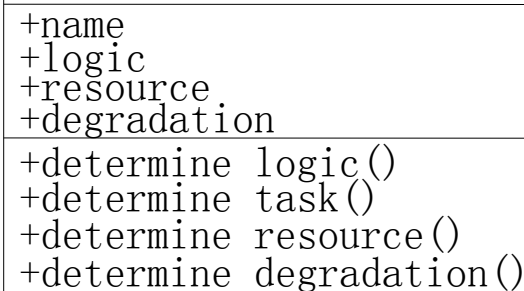 +name
+logic
+resource
+degradation
+determine logic()
+determine task()
+determine resource()
+determine degradation()